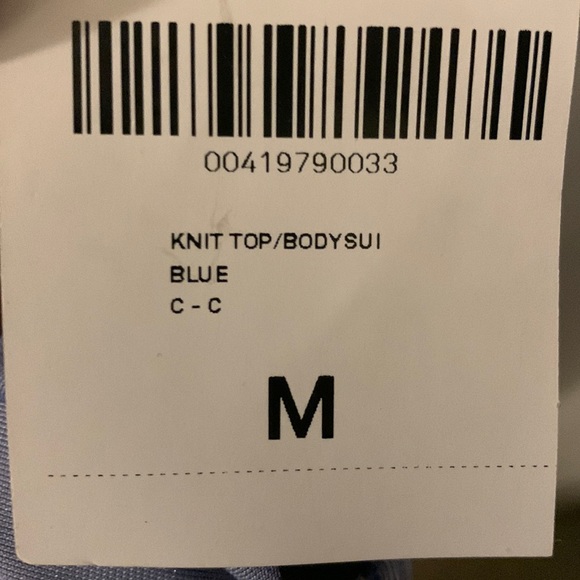 00419790033
KNIT TOP/BODYSUI
BLUE
C - C
M